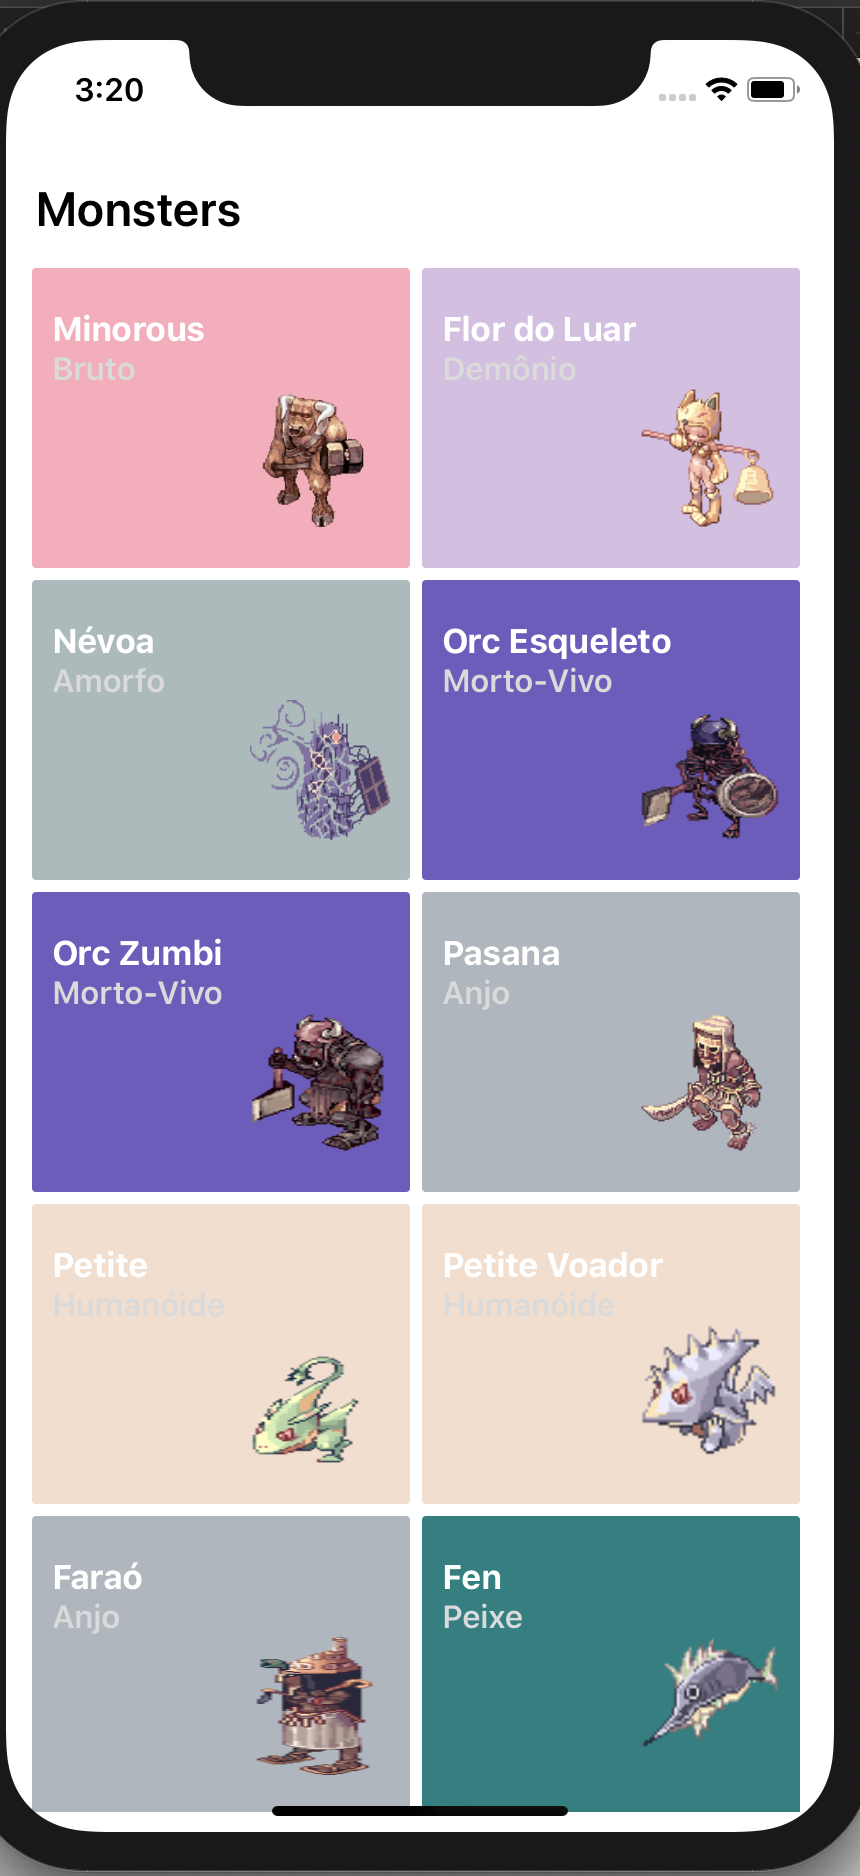 3:20
Monsters
Minorous
Bruto
Flor do Luar
Demônio
Névoa
Amorfo
Orc Esqueleto
Morto-Vivo
Orc Zumbi
Morto-Vivo
Pasana
Anjo
Petite
Humanóide
Petite Voador
Humanóide
Faraó
Anjo
Fen
Peixe